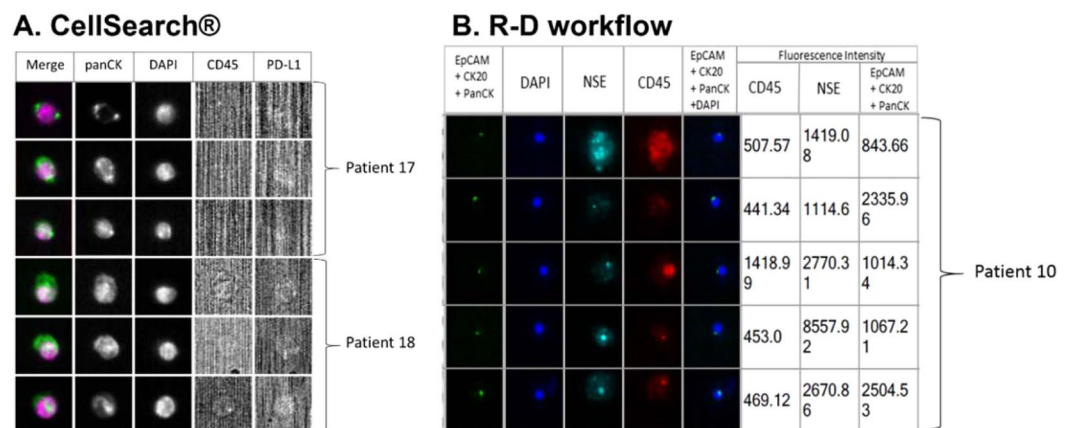 A. CellSearch®
Merge panCK DAPI CD45 PD-L1
Patient 17
Patient 18
B. R-D workflow
EpCAM
+ CK20
+ PanCK
DAPI
NSE
CD45
EpCAM
+ CK20
+ PanCK
+DAPI
Fluorescence Intensity
CD45
NSE
EpCAM
+ CK20
+ PanCK
507.57
1419.0
8
843.66
441.34
1114.6
2335.9
6
1418.9
9
2770.3
1
1014.3
4
453.0
8557.9
2
1067.2
1
469.12
2670.8
6
2504.5
3
Patient 10